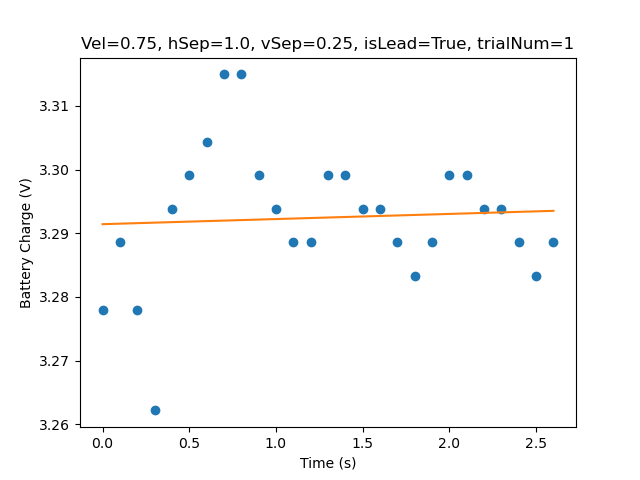 Vel=0.75, hSep=1.0, vSep=0.25, isLead=True, trialNum=1
3.31
3.30
3.29
3.28
3.27
3.26
Battery Charge (V)
0.0 0.5 1.0 1.5 2.0 2.5
Time (s)